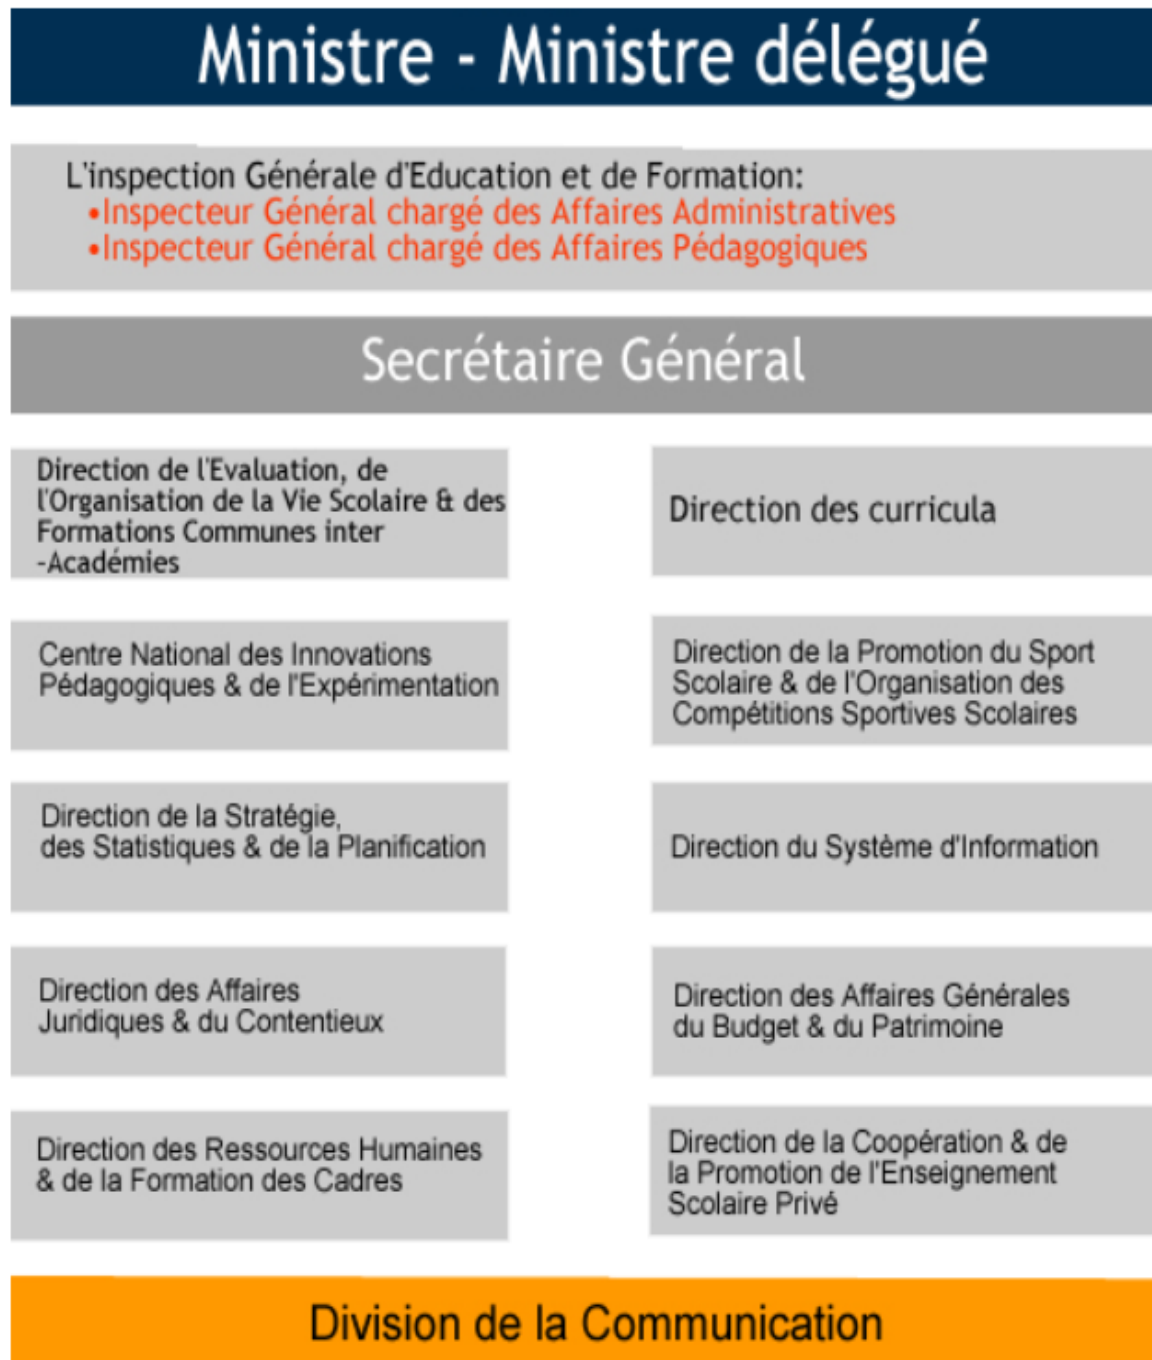 Ministre - Ministre délégué
L'inspection Générale d'Education et de Formation:
•Inspecteur Général chargé des Affaires Administratives
•Inspecteur Général chargé des Affaires Pédagogiques
Secrétaire Général
Direction de l'Evaluation, de
l'Organisation de la Vie Scolaire & des
Formations Communes inter
-Académies
Direction des curricula
Centre National des Innovations
Pédagogiques & de l'Expérimentation
Direction de la Promotion du Sport
Scolaire & de l'Organisation des
Compétitions Sportives Scolaires
Direction de la Stratégie,
des Statistiques & de la Planification
Direction du Système d'Information
Direction des Affaires
Juridiques & du Contentieux
Direction des Affaires Générales
du Budget & du Patrimoine
Direction des Ressources Humaines
& de la Formation des Cadres
Direction de la Coopération & de
la Promotion de l'Enseignement
Scolaire Privé
Division de la Communication